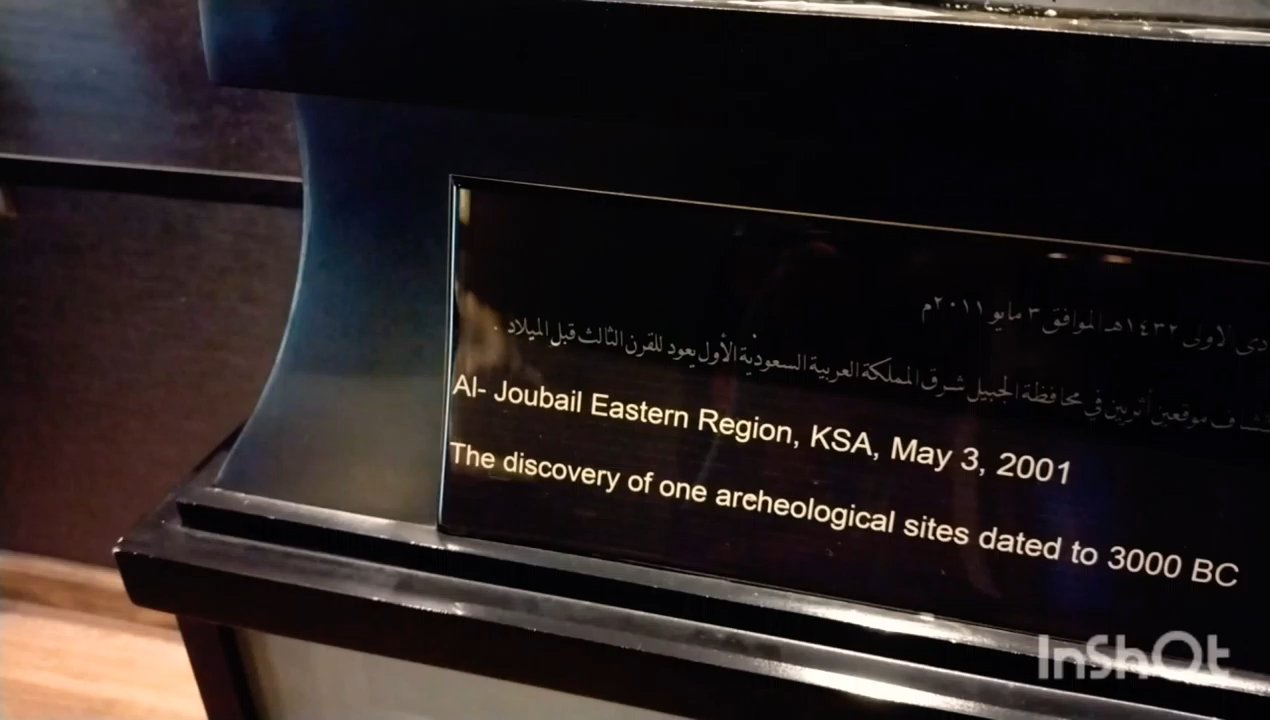 الاولى ١٤٣٢هـ الموافق ٣ مايو ٢٠١١م
موقعين أثريين في محافظة الجبيل شرق المملكة العربية السعودية الأول يعود للقرن الثالث قبل الميلاد .
Al- Joubail Eastern Region, KSA, May 3, 2001
The discovery of one archeological sites dated to 3000 BC
InShOt